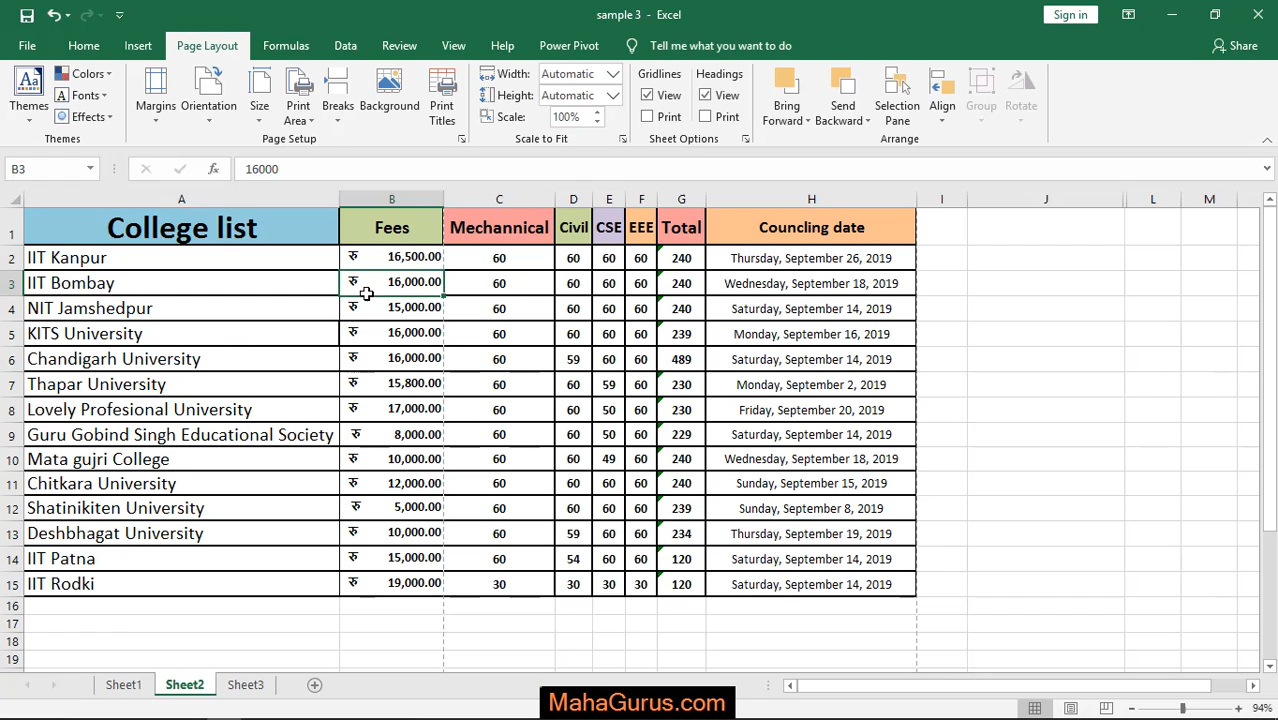 sample 3 - Excel
Sign in
File Home Insert Page Layout Formulas Data Review View Help Power Pivot Tell me what you want to do Share
Themes Colors Fonts Effects Margins Orientation Size Print Area Breaks Background Print Titles Width: Automatic Height: Automatic Scale: 100% Gridlines View Print Headings View Print Bring Forward Send Backward Selection Pane Align Group Rotate
Themes Page Setup Scale to Fit Sheet Options Arrange
B3 fx 16000
A B C D E F G H I J L M
1 College list Fees Mechannical Civil CSE EEE Total Councling date
2 IIT Kanpur रु 16,500.00 60 60 60 60 240 Thursday, September 26, 2019
3 IIT Bombay रु 16,000.00 60 60 60 60 240 Wednesday, September 18, 2019
4 NIT Jamshedpur रु 15,000.00 60 60 60 60 240 Saturday, September 14, 2019
5 KITS University रु 16,000.00 60 60 60 60 239 Monday, September 16, 2019
6 Chandigarh University रु 16,000.00 60 59 60 60 489 Saturday, September 14, 2019
7 Thapar University रु 15,800.00 60 60 59 60 230 Monday, September 2, 2019
8 Lovely Profesional University रु 17,000.00 60 60 50 60 230 Friday, September 20, 2019
9 Guru Gobind Singh Educational Society रु 8,000.00 60 60 50 60 229 Saturday, September 14, 2019
10 Mata gujri College रु 10,000.00 60 60 49 60 240 Wednesday, September 18, 2019
11 Chitkara University रु 12,000.00 60 60 60 60 240 Sunday, September 15, 2019
12 Shatinikiten University रु 5,000.00 60 60 60 60 239 Sunday, September 8, 2019
13 Deshbhagat University रु 10,000.00 60 59 60 60 234 Thursday, September 19, 2019
14 IIT Patna रु 15,000.00 60 54 60 60 120 Saturday, September 14, 2019
15 IIT Rodki रु 19,000.00 30 30 30 30 120 Saturday, September 14, 2019
16
17
18
19
Sheet1 Sheet2 Sheet3
MahaGurus.com
94%